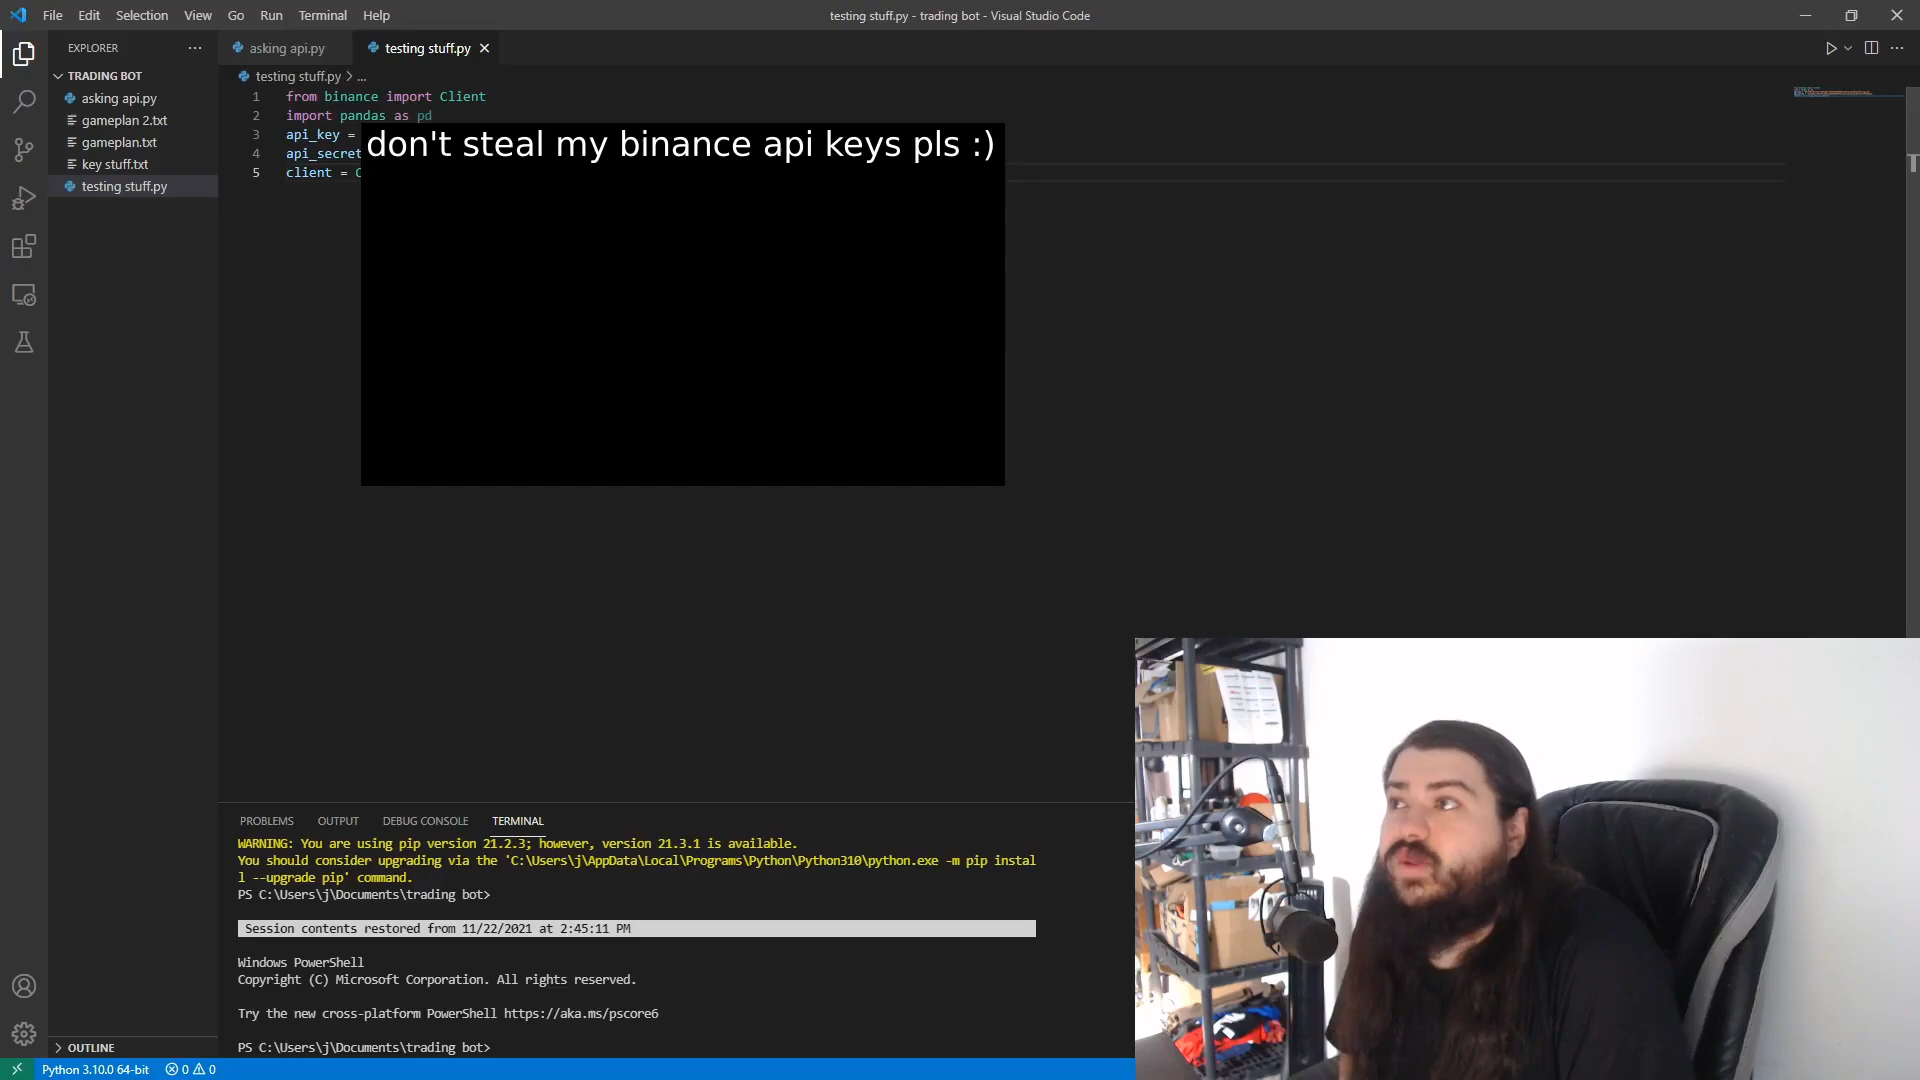 File Edit Selection View Go Run Terminal Help
testing stuff.py - trading bot - Visual Studio Code
EXPLORER
TRADING BOT
asking api.py
gameplan 2.txt
gameplan.txt
key stuff.txt
testing stuff.py
OUTLINE
asking api.py
testing stuff.py
testing stuff.py > ...
1 from binance import Client
2 import pandas as pd
3 api_key =
4 api_secret
5 client = C
don't steal my binance api keys pls :)
PROBLEMS OUTPUT DEBUG CONSOLE TERMINAL
WARNING: You are using pip version 21.2.3; however, version 21.3.1 is available.
You should consider upgrading via the 'C:\Users\j\AppData\Local\Programs\Python\Python310\python.exe -m pip instal
l --upgrade pip' command.
PS C:\Users\j\Documents\trading bot>
Session contents restored from 11/22/2021 at 2:45:11 PM
Windows PowerShell
Copyright (C) Microsoft Corporation. All rights reserved.
Try the new cross-platform PowerShell https://aka.ms/pscore6
PS C:\Users\j\Documents\trading bot>
Python 3.10.0 64-bit 0 0